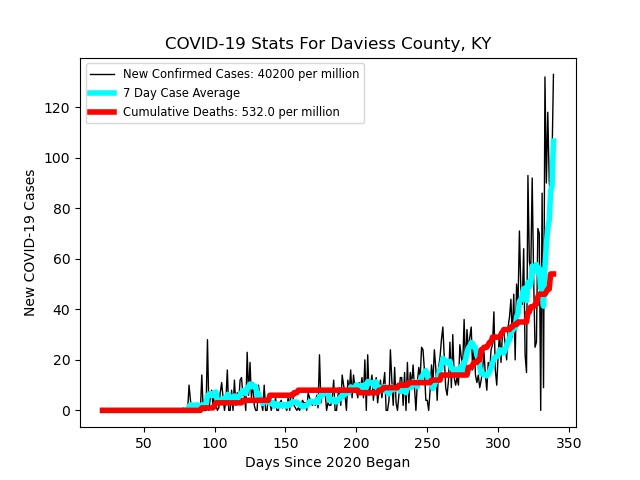 COVID-19 Stats For Daviess County, KY
New Confirmed Cases: 40200 per million
7 Day Case Average
Cumulative Deaths: 532.0 per million
New COVID-19 Cases
120
100
80
60
40
20
0
50 100 150 200 250 300 350
Days Since 2020 Began